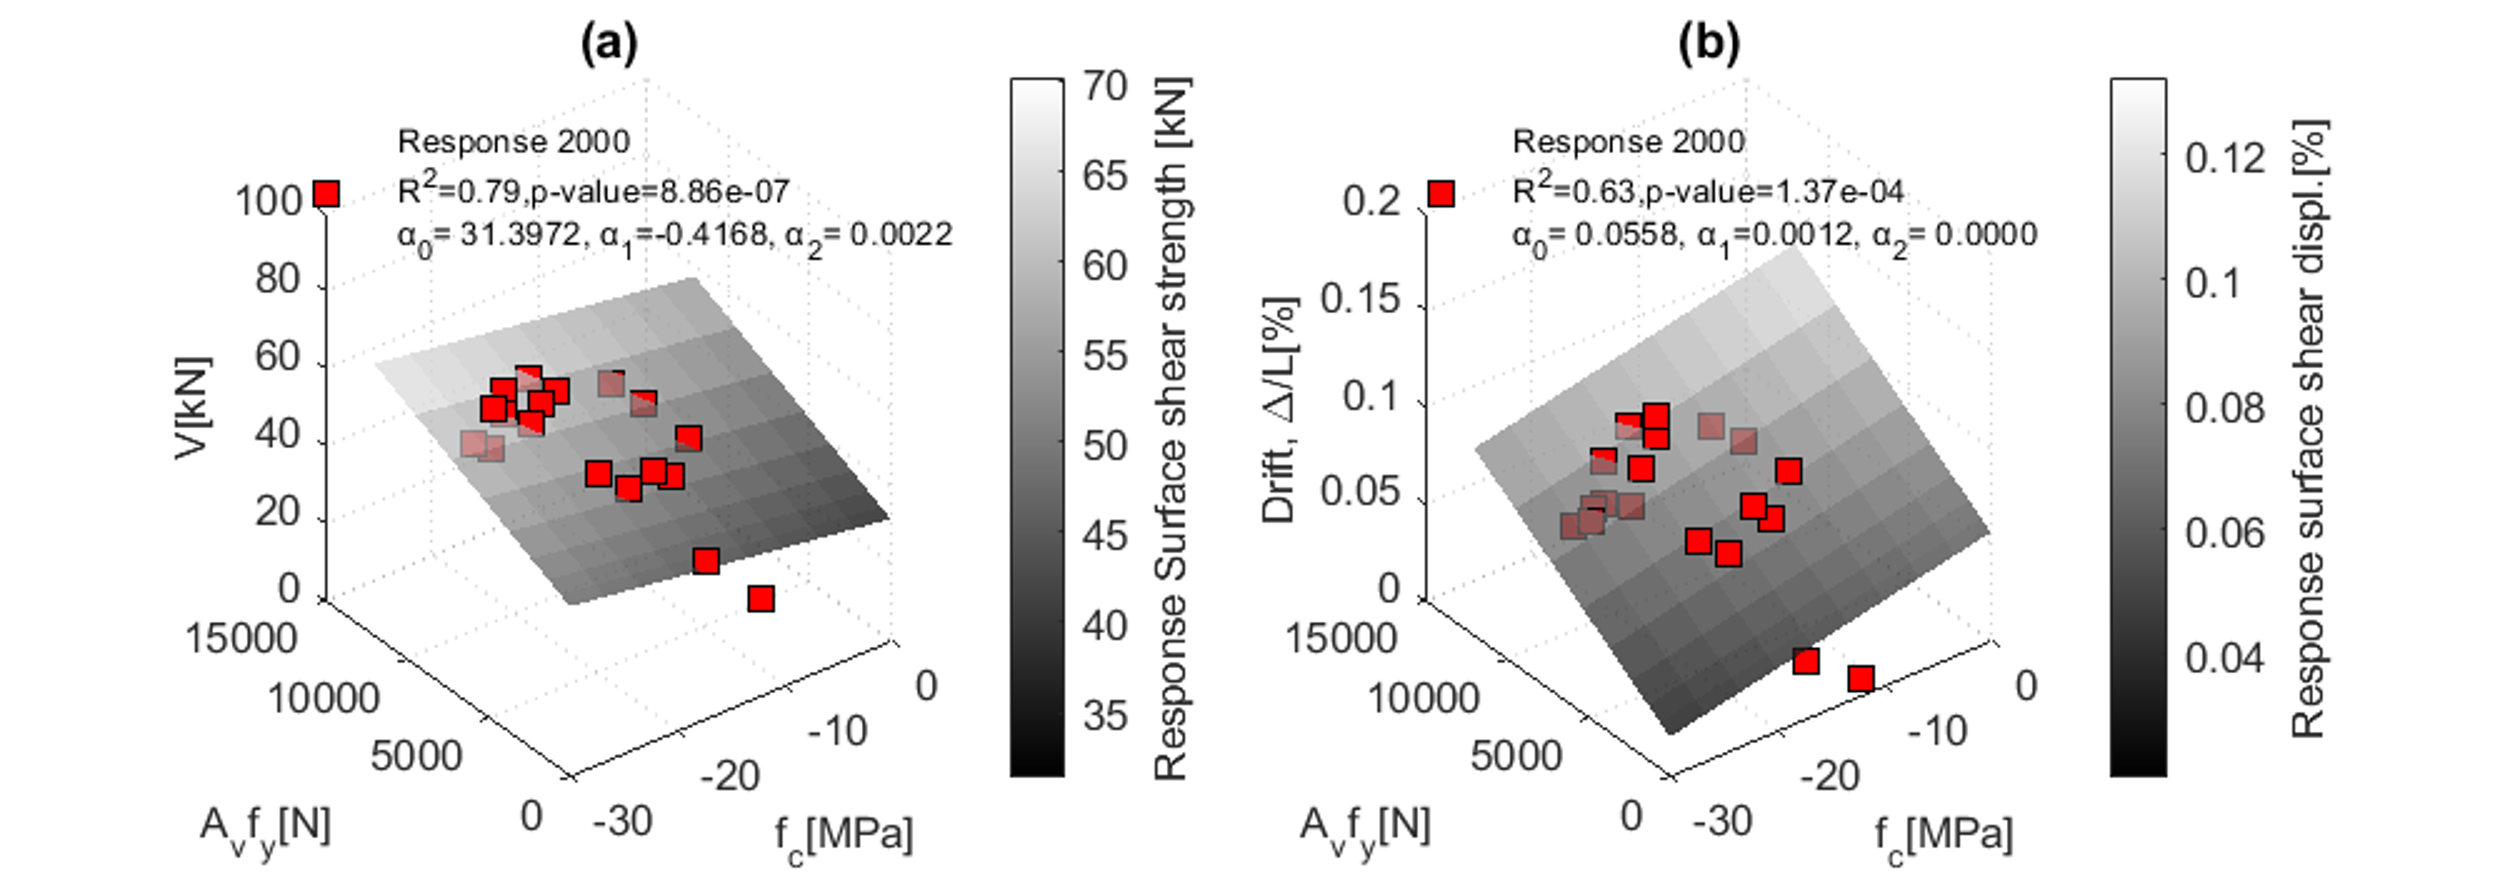 (a)
Response 2000
R²=0.79,p-value=8.86e-07
α₀= 31.3972, α₁=-0.4168, α₂= 0.0022
100
80
60
40
20
0
V[kN]
15000
10000
5000
0
Aᵥfᵧ[N]
-30
-20
-10
0
f꜀[MPa]
70
65
60
55
50
45
40
35
Response Surface shear strength [kN]
(b)
Response 2000
R²=0.63,p-value=1.37e-04
α₀= 0.0558, α₁=0.0012, α₂= 0.0000
0.2
0.15
0.1
0.05
0
Drift, Δ/L[%]
15000
10000
5000
0
Aᵥfᵧ[N]
-30
-20
-10
0
f꜀[MPa]
0.12
0.1
0.08
0.06
0.04
Response surface shear displ.[%]